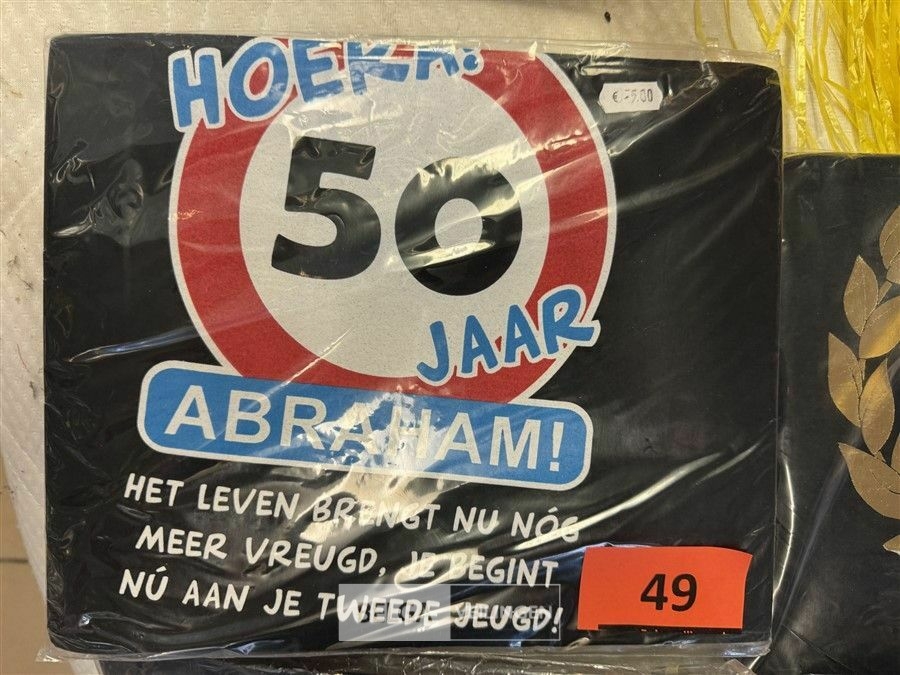 HOERA!
50
JAAR
ABRAHAM!
HET LEVEN BRENGT NU NÓG
MEER VREUGD, JE BEGINT
NÚ AAN JE TWEEDE JEUGD!
49